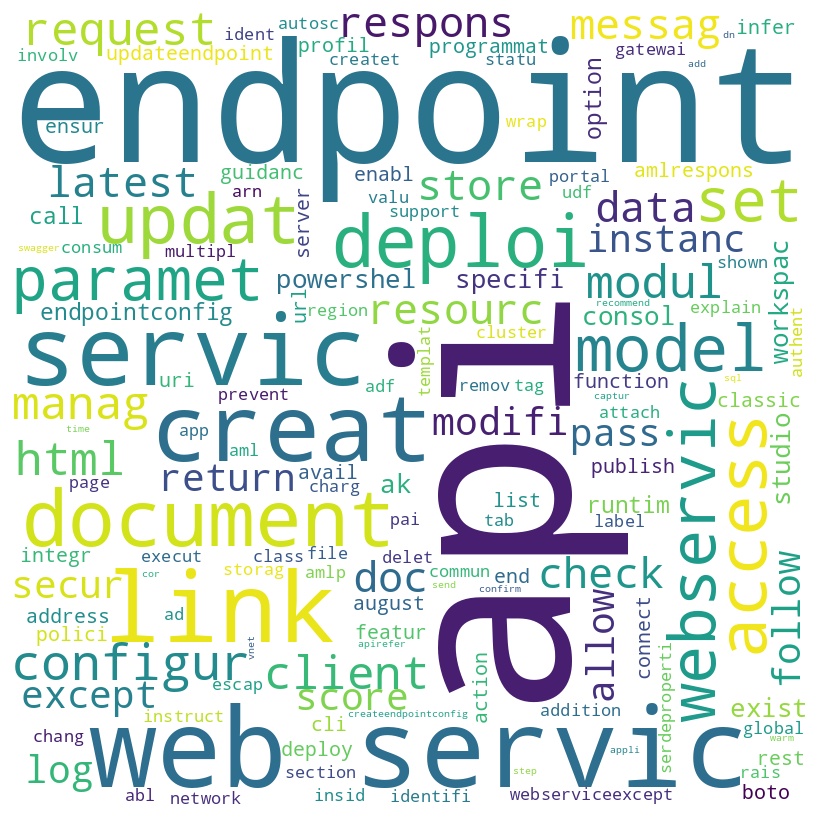 request
ident
autosc
respons
messag
dn
infer
involv
updateendpoint
profil
createt
programmat
statu
gatewai
add
endpoint
ensur
wrap
option
latest
guidanc
arn
enabl
valu
support
store
portal
udf
amlrespons
data
set
call
updat
server
deploi
instanc
swagger
consum
multipl
shown
paramet
powershel
specifi
modul
workspac
endpointconfig
url
region
resourc
recommend
consol
explain
authent
servic
templat
cluster
model
uri
prevent
adf
remov
tag
function
sql
captur
manag
creat
api
modifi
attach
classic
time
app
pass
webservic
access
studio
html
aml
return
avail
publish
page
charg
ak
list
runtim
document
pai
tab
label
integr
execut
class
file
delet
doc
commun
end
check
follow
secur
cor
storag
amlp
send
confirm
address
ad
link
august
allow
connect
polici
featur
configur
vnet
apirefer
client
action
serdeproperti
except
escap
score
exist
instruct
cli
createendpointconfig
addition
global
chang
web servic
warm
log
deploy
appli
rest
section
step
rais
abl
network
insid
identifi
webserviceexcept
boto